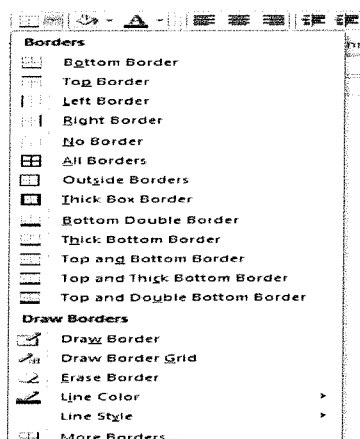 A
Borders
Bottom Border
Top Border
Left Border
Right Border
No Border
All Borders
Outside Borders
Thick Box Border
Bottom Double Border
Thick Bottom Border
Top and Bottom Border
Top and Thick Bottom Border
Top and Double Bottom Border
Draw Borders
Draw Border
Draw Border Grid
Erase Border
Line Color
Line Style
More Borders...